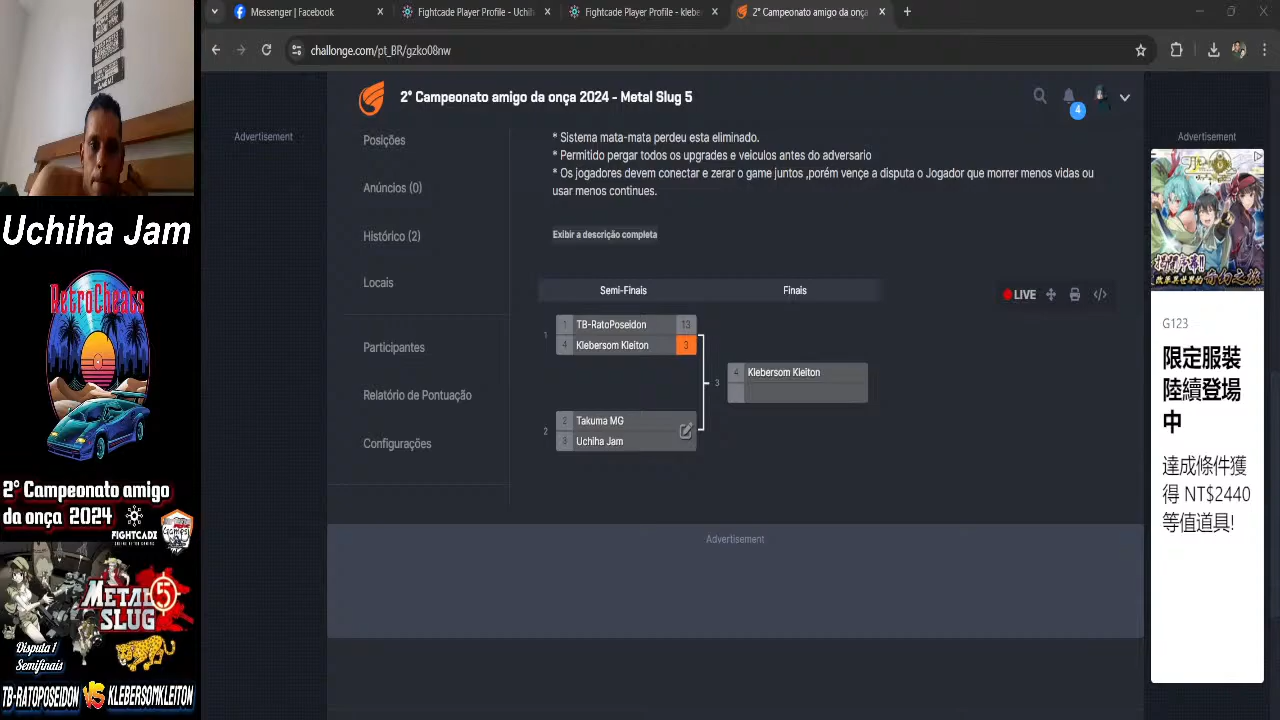 Messenger | Facebook
Fightcade Player Profile - Uchih
Fightcade Player Profile - klebe
2° Campeonato amigo da onça
challonge.com/pt_BR/gzko08nw
2° Campeonato amigo da onça 2024 - Metal Slug 5
4
Advertisement
Posições
Anúncios (0)
Histórico (2)
Locais
Participantes
Relatório de Pontuação
Configurações
* Sistema mata-mata perdeu esta eliminado.
* Permitido pergar todos os upgrades e veiculos antes do adversario
* Os jogadores devem conectar e zerar o game juntos ,porém vençe a disputa o Jogador que morrer menos vidas ou
usar menos continues.
Exibir a descrição completa
Semi-Finais
Finais
LIVE
1
1 TB-RatoPoseidon 13
4 Klebersom Kleiton 3
3
4 Klebersom Kleiton
2
2 Takuma MG
3 Uchiha Jam
Advertisement
Advertisement
G123
限定服裝
陸續登場
中
達成條件獲
得 NT$2440
等值道具!
Uchiha Jam
RetroCheats
2° Campeonato amigo
da onça 2024
FIGHTCADE
METAL
SLUG
5
Disputa 1
Semifinais
TB-RATOPOSEIDON VS KLEBERSOMKLEITON